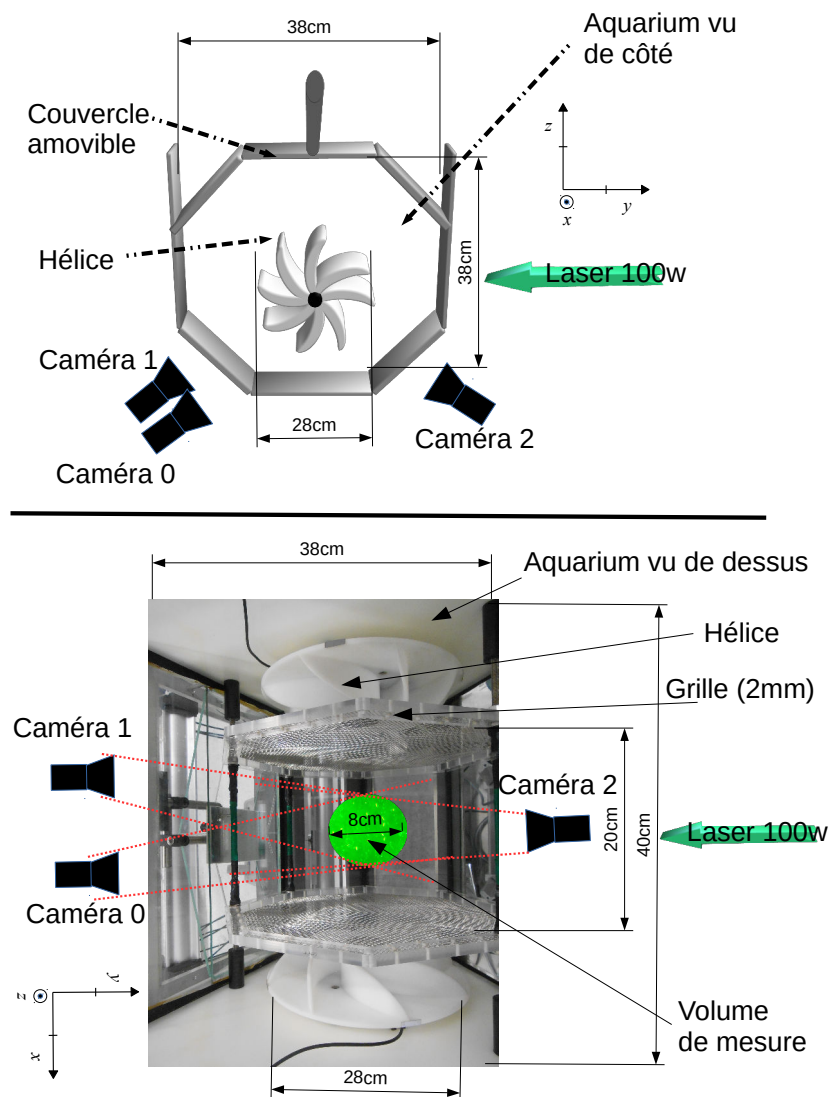 38cm
Aquarium vu
de côté
Couvercle
amovible
z
x
y
Hélice
38cm
Laser 100w
Caméra 1
28cm
Caméra 2
Caméra 0
38cm
Aquarium vu de dessus
Hélice
Grille (2mm)
Caméra 1
Caméra 2
8cm
20cm
40cm
Laser 100w
Caméra 0
z
y
x
Volume
de mesure
28cm